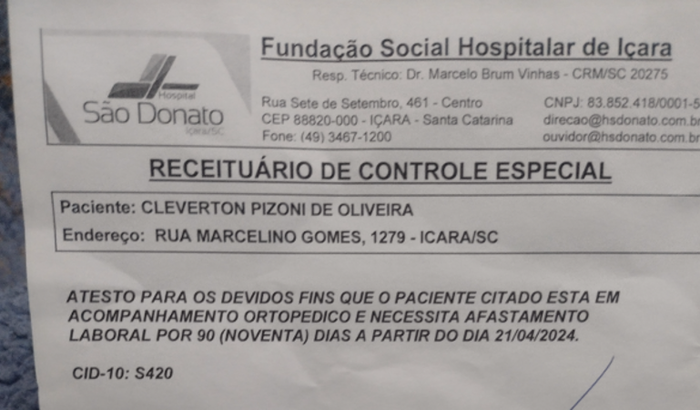 Fundação Social Hospitalar de Içara
Resp. Técnico: Dr. Marcelo Brum Vinhas - CRM/SC 20275
Hospital
São Donato
Içara/SC
Rua Sete de Setembro, 461 - Centro
CEP 88820-000 - IÇARA - Santa Catarina
Fone: (49) 3467-1200
CNPJ: 83.852.418/0001-5
direcao@hsdonato.com.br
ouvidor@hsdonato.com.br
RECEITUÁRIO DE CONTROLE ESPECIAL
Paciente: CLEVERTON PIZONI DE OLIVEIRA
Endereço: RUA MARCELINO GOMES, 1279 - ICARA/SC
ATESTO PARA OS DEVIDOS FINS QUE O PACIENTE CITADO ESTA EM
ACOMPANHAMENTO ORTOPEDICO E NECESSITA AFASTAMENTO
LABORAL POR 90 (NOVENTA) DIAS A PARTIR DO DIA 21/04/2024.
CID-10: S420